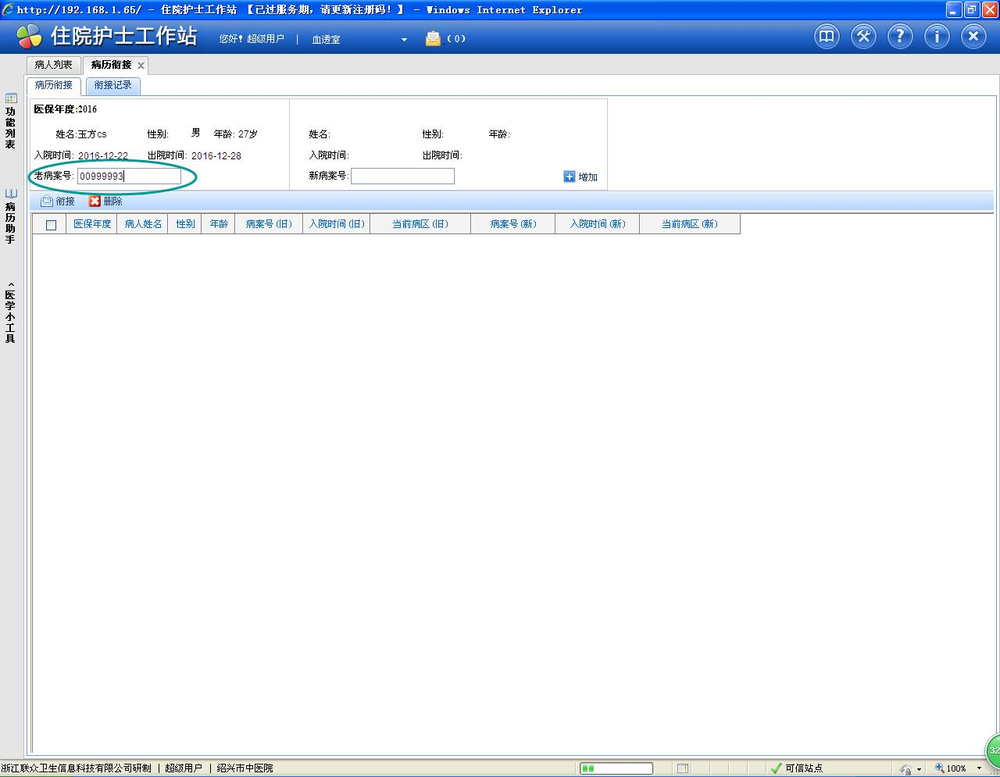 http://192.168.1.65/ - 住院护士工作站 【已过服务期，请更新注册码！】 - Windows Internet Explorer
住院护士工作站 您好! 超级用户 | 血透室 (0)
病人列表 病历衔接
病历衔接 衔接记录
医保年度:2016
姓名:玉方cs 性别: 男 年龄: 27岁 姓名: 性别: 年龄:
入院时间: 2016-12-22 出院时间: 2016-12-28 入院时间: 出院时间:
老病案号: 00999993 新病案号: 增加
衔接 删除
医保年度 病人姓名 性别 年龄 病案号(旧) 入院时间(旧) 当前病区(旧) 病案号(新) 入院时间(新) 当前病区(新)
功能列表
病历助手
医学小工具
32
浙江联众卫生信息科技有限公司研制 | 超级用户 | 绍兴市中医院 可信站点 100%